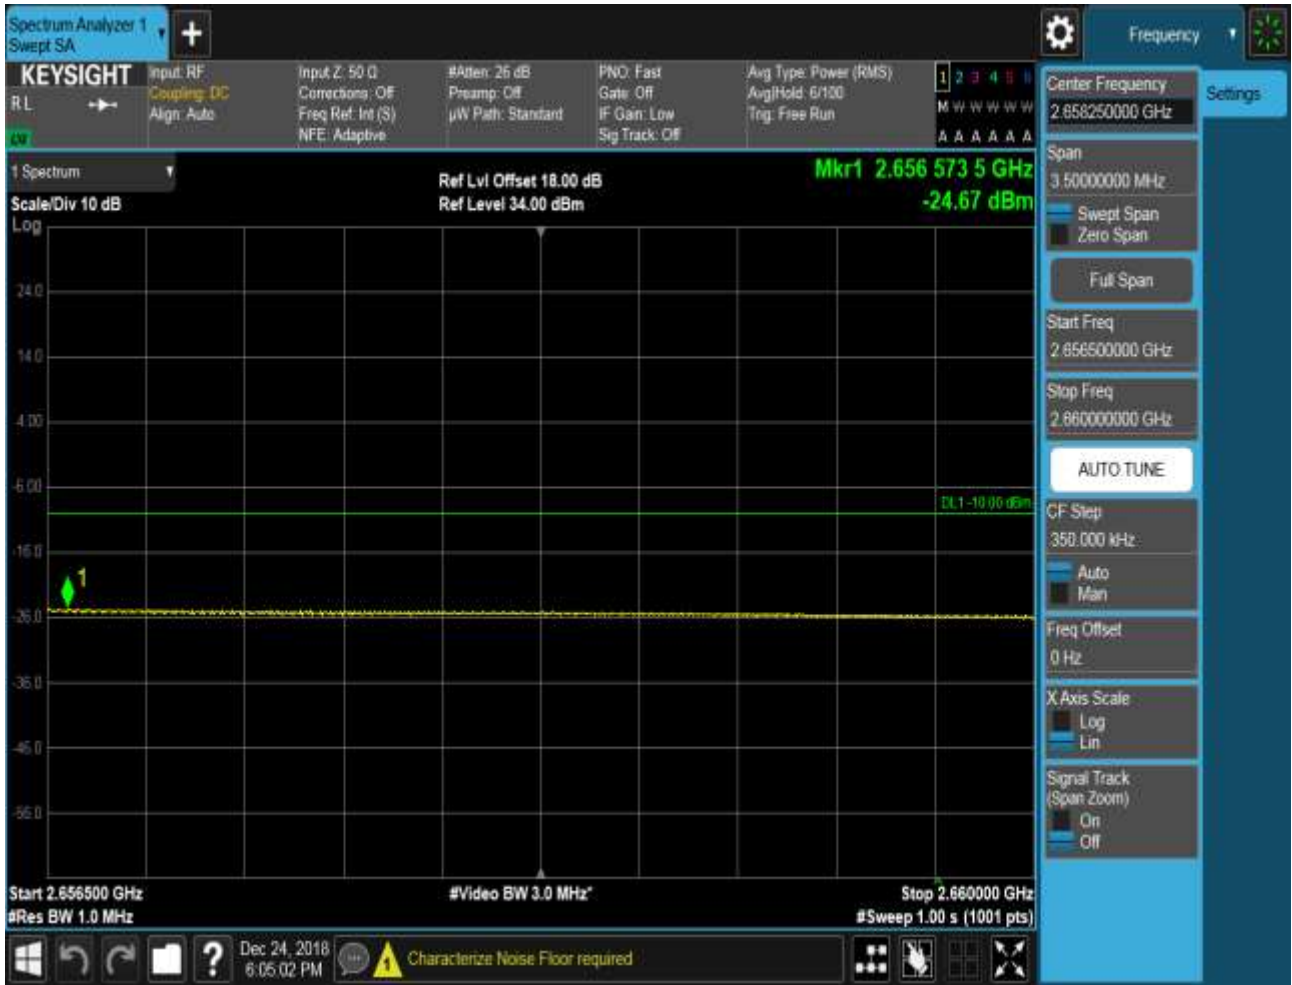 Spectrum Analyzer 1
Swept SA
+
Frequency
KEYSIGHT
RL
Input: RF
Coupling: DC
Align: Auto
Input Z: 50 Ω
Corrections: Off
Freq Ref: Int (S)
NFE: Adaptive
#Atten: 26 dB
Preamp: Off
µW Path: Standard
PNO: Fast
Gate: Off
IF Gain: Low
Sig Track: Off
Avg Type: Power (RMS)
Avg|Hold: 6/100
Trig: Free Run
1 2 3 4 5 6
M W W W W W
A A A A A A
Center Frequency
2.658250000 GHz
Settings
Span
3.50000000 MHz
Swept Span
Zero Span
Full Span
Start Freq
2.656500000 GHz
Stop Freq
2.660000000 GHz
AUTO TUNE
CF Step
350.000 kHz
Auto
Man
Freq Offset
0 Hz
X Axis Scale
Log
Lin
Signal Track
(Span Zoom)
On
Off
1 Spectrum
Scale/Div 10 dB
Log
Ref Lvl Offset 18.00 dB
Ref Level 34.00 dBm
Mkr1 2.656 573 5 GHz
-24.67 dBm
24.0
14.0
4.00
-6.00
DL1 -10.00 dBm
-16.0
1
-26.0
-36.0
-46.0
-56.0
Start 2.656500 GHz
#Video BW 3.0 MHz*
Stop 2.660000 GHz
#Res BW 1.0 MHz
#Sweep 1.00 s (1001 pts)
?
Dec 24, 2018
6:05:02 PM
1
Characterize Noise Floor required